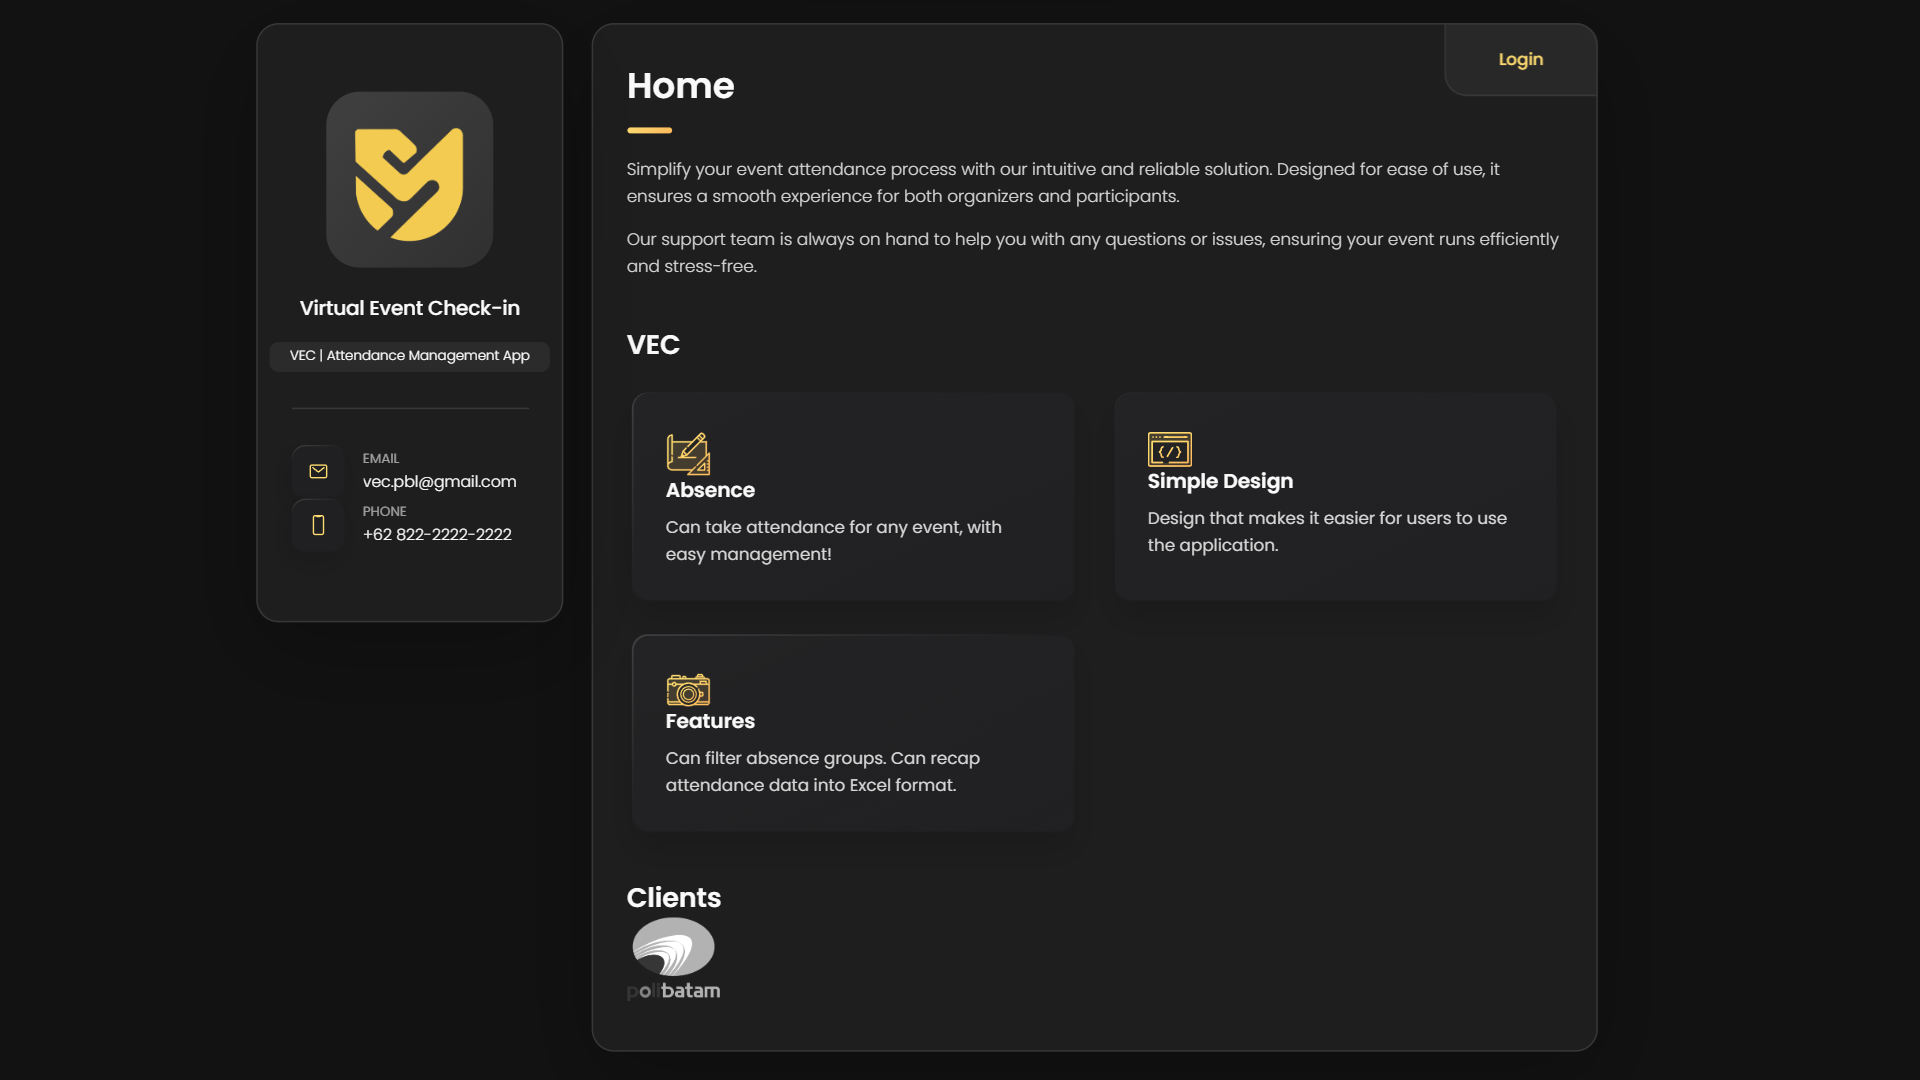 Virtual Event Check-in
VEC | Attendance Management App
EMAIL
vec.pbl@gmail.com
PHONE
+62 822-2222-2222
Login
Home
Simplify your event attendance process with our intuitive and reliable solution. Designed for ease of use, it
ensures a smooth experience for both organizers and participants.
Our support team is always on hand to help you with any questions or issues, ensuring your event runs efficiently
and stress-free.
VEC
Absence
Can take attendance for any event, with
easy management!
Simple Design
Design that makes it easier for users to use
the application.
Features
Can filter absence groups. Can recap
attendance data into Excel format.
Clients
polibatam